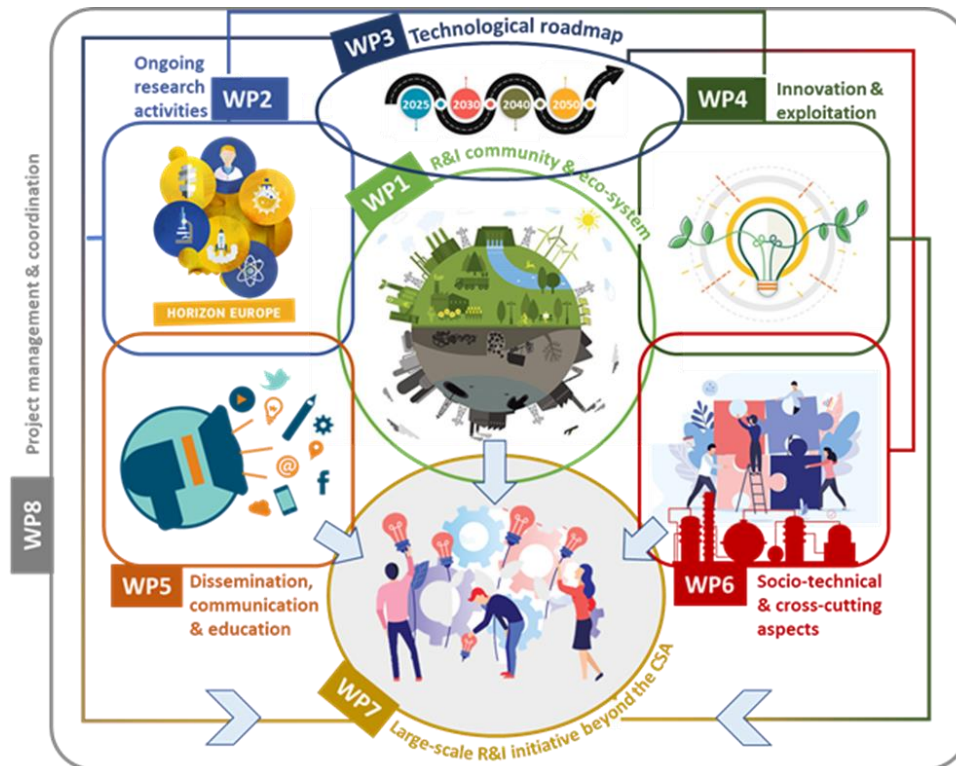 WP3 Technological roadmap
Ongoing
research
activities
WP2
2025
2030
2040
2050
WP4
Innovation &
exploitation
WP1
R&I community & eco-system
HORIZON EUROPE
WP8
Project management & coordination
WP5
Dissemination,
communication
& education
WP6
Socio-technical
& cross-cutting
aspects
WP7
Large-scale R&I initiative beyond the CSA